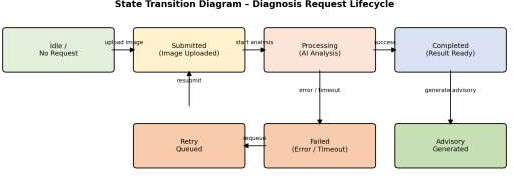 State Transition Diagram – Diagnosis Request Lifecycle
Idle /
No Request
upload image
Submitted
(Image Uploaded)
start analysis
Processing
(AI Analysis)
success
Completed
(Result Ready)
resubmit
error / timeout
generate advisory
Retry
Queued
requeue
Failed
(Error / Timeout)
Advisory
Generated